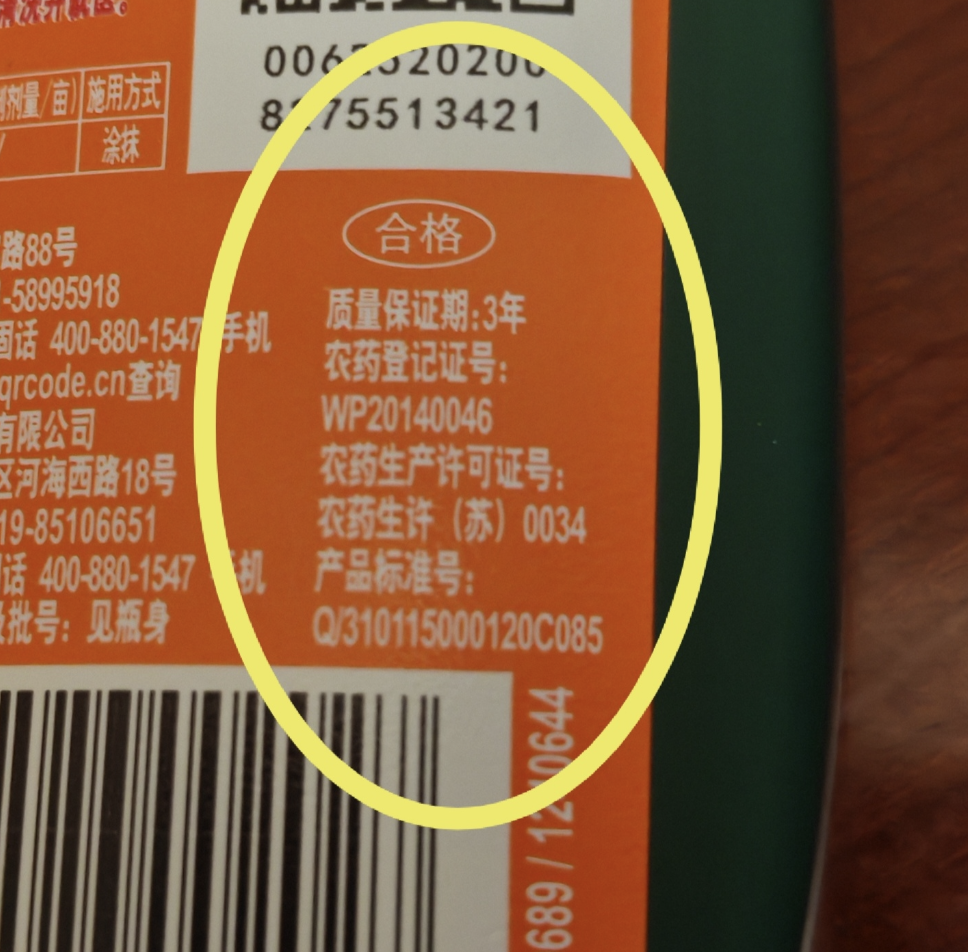 剂量/亩) 施用方式
/ 涂抹
8275513421
合格
路88号
-58995918
固话 400-880-1547 手机
qrcode.cn查询
有限公司
区河海西路18号
19-85106651
话 400-880-1547 手机
批号：见瓶身
质量保证期:3年
农药登记证号:
WP20140046
农药生产许可证号:
农药生许（苏）0034
产品标准号:
Q/310115000120C085